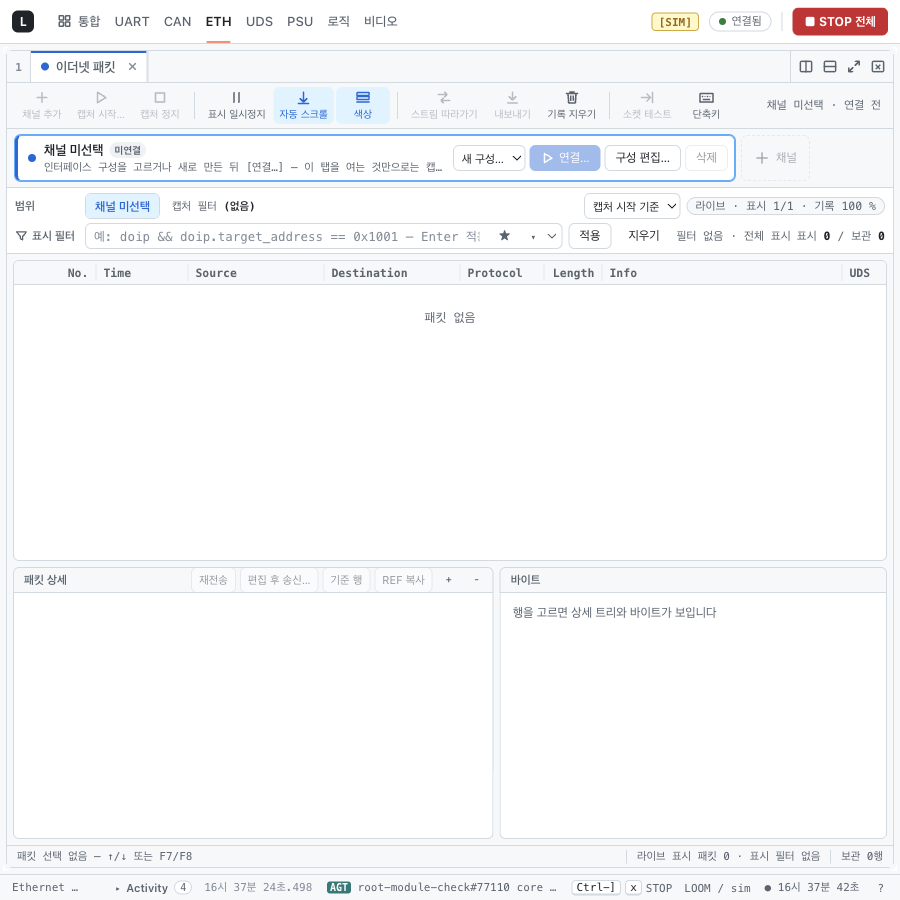 L 통합 UART CAN ETH UDS PSU 로직 비디오 [SIM] 연결됨 STOP 전체
1 이더넷 패킷
채널 추가 캡처 시작… 캡처 정지 표시 일시정지 자동 스크롤 색상 스트림 따라가기 내보내기 기록 지우기 소켓 테스트 단축키 채널 미선택 · 연결 전
채널 미선택 미연결
인터페이스 구성을 고르거나 새로 만든 뒤 [연결…] — 이 탭을 여는 것만으로는 캡… 새 구성… 연결… 구성 편집… 삭제 채널
범위 채널 미선택 캡처 필터 (없음) 캡처 시작 기준 라이브 · 표시 1/1 · 기록 100 %
표시 필터 예: doip && doip.target_address == 0x1001 — Enter 적용 적용 지우기 필터 없음 · 전체 표시 표시 0 / 보관 0
No. Time Source Destination Protocol Length Info UDS
패킷 없음
패킷 상세 재전송 편집 후 송신… 기준 행 REF 복사 + - 바이트
행을 고르면 상세 트리와 바이트가 보입니다
패킷 선택 없음 — ↑/↓ 또는 F7/F8 라이브 표시 패킷 0 · 표시 필터 없음 보관 0행
Ethernet … Activity 4 16시 37분 24초.498 AGT root-module-check#77110 core … Ctrl–] x STOP LOOM / sim 16시 37분 42초 ?